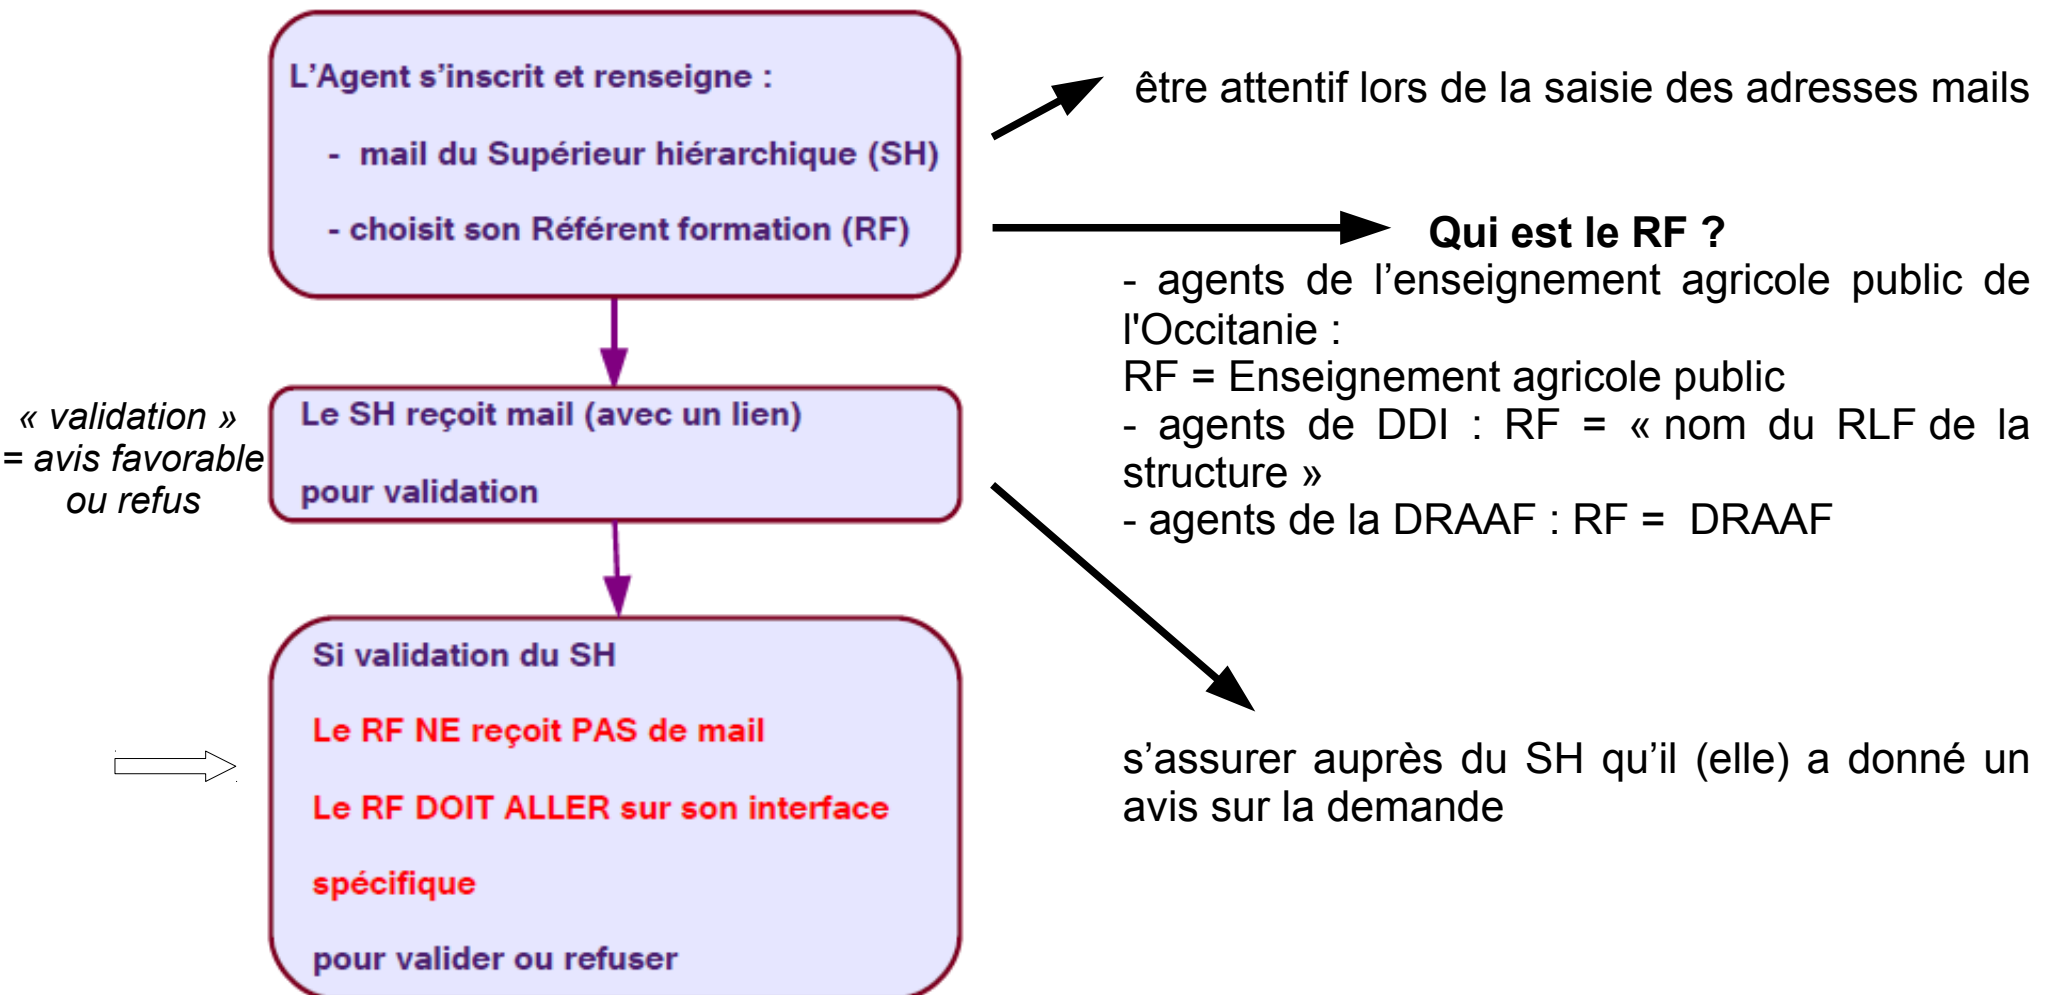 L’Agent s’inscrit et renseigne :
- mail du Supérieur hiérarchique (SH)
- choisit son Référent formation (RF)
être attentif lors de la saisie des adresses mails
Qui est le RF ?
- agents de l’enseignement agricole public de
l'Occitanie :
RF = Enseignement agricole public
- agents de DDI : RF = « nom du RLF de la
structure »
- agents de la DRAAF : RF = DRAAF
« validation »
= avis favorable
ou refus
Le SH reçoit mail (avec un lien)
pour validation
s’assurer auprès du SH qu’il (elle) a donné un
avis sur la demande
Si validation du SH
Le RF NE reçoit PAS de mail
Le RF DOIT ALLER sur son interface
spécifique
pour valider ou refuser